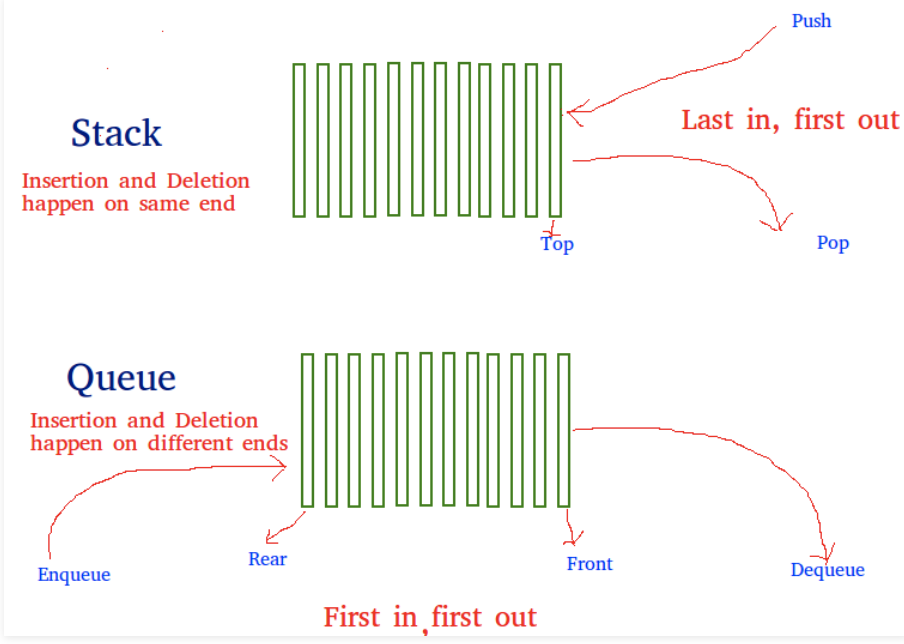 Push
Stack
Last in, first out
Insertion and Deletion
happen on same end
Top
Pop
Queue
Insertion and Deletion
happen on different ends
Enqueue
Rear
Front
Dequeue
First in, first out